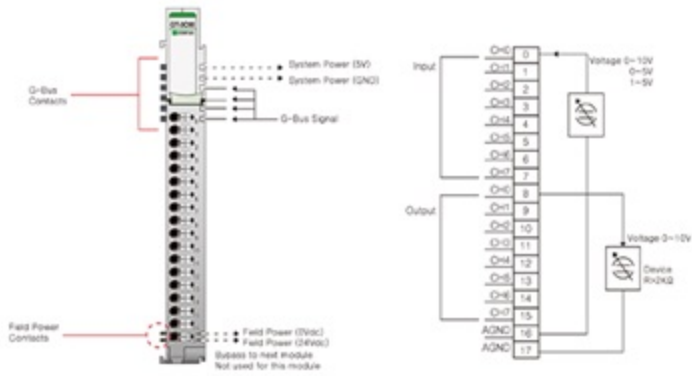 System Power (5V)
System Power (GND)
G-Bus
Contacts
G-Bus Signal
Field Power
Contacts
Field Power (0Vdc)
Field Power (24Vdc)
Bypass to next module
Not used for this module
Input
CH0 0
CH1 1
CH2 2
CH3 3
CH4 4
CH5 5
CH6 6
CH7 7
Output
CH0 8
CH1 9
CH2 10
CH3 11
CH4 12
CH5 13
CH6 14
CH7 15
AGND 16
AGND 17
Voltage 0~10V
0~5V
1~5V
Voltage 0~10V
Device
R>2KΩ